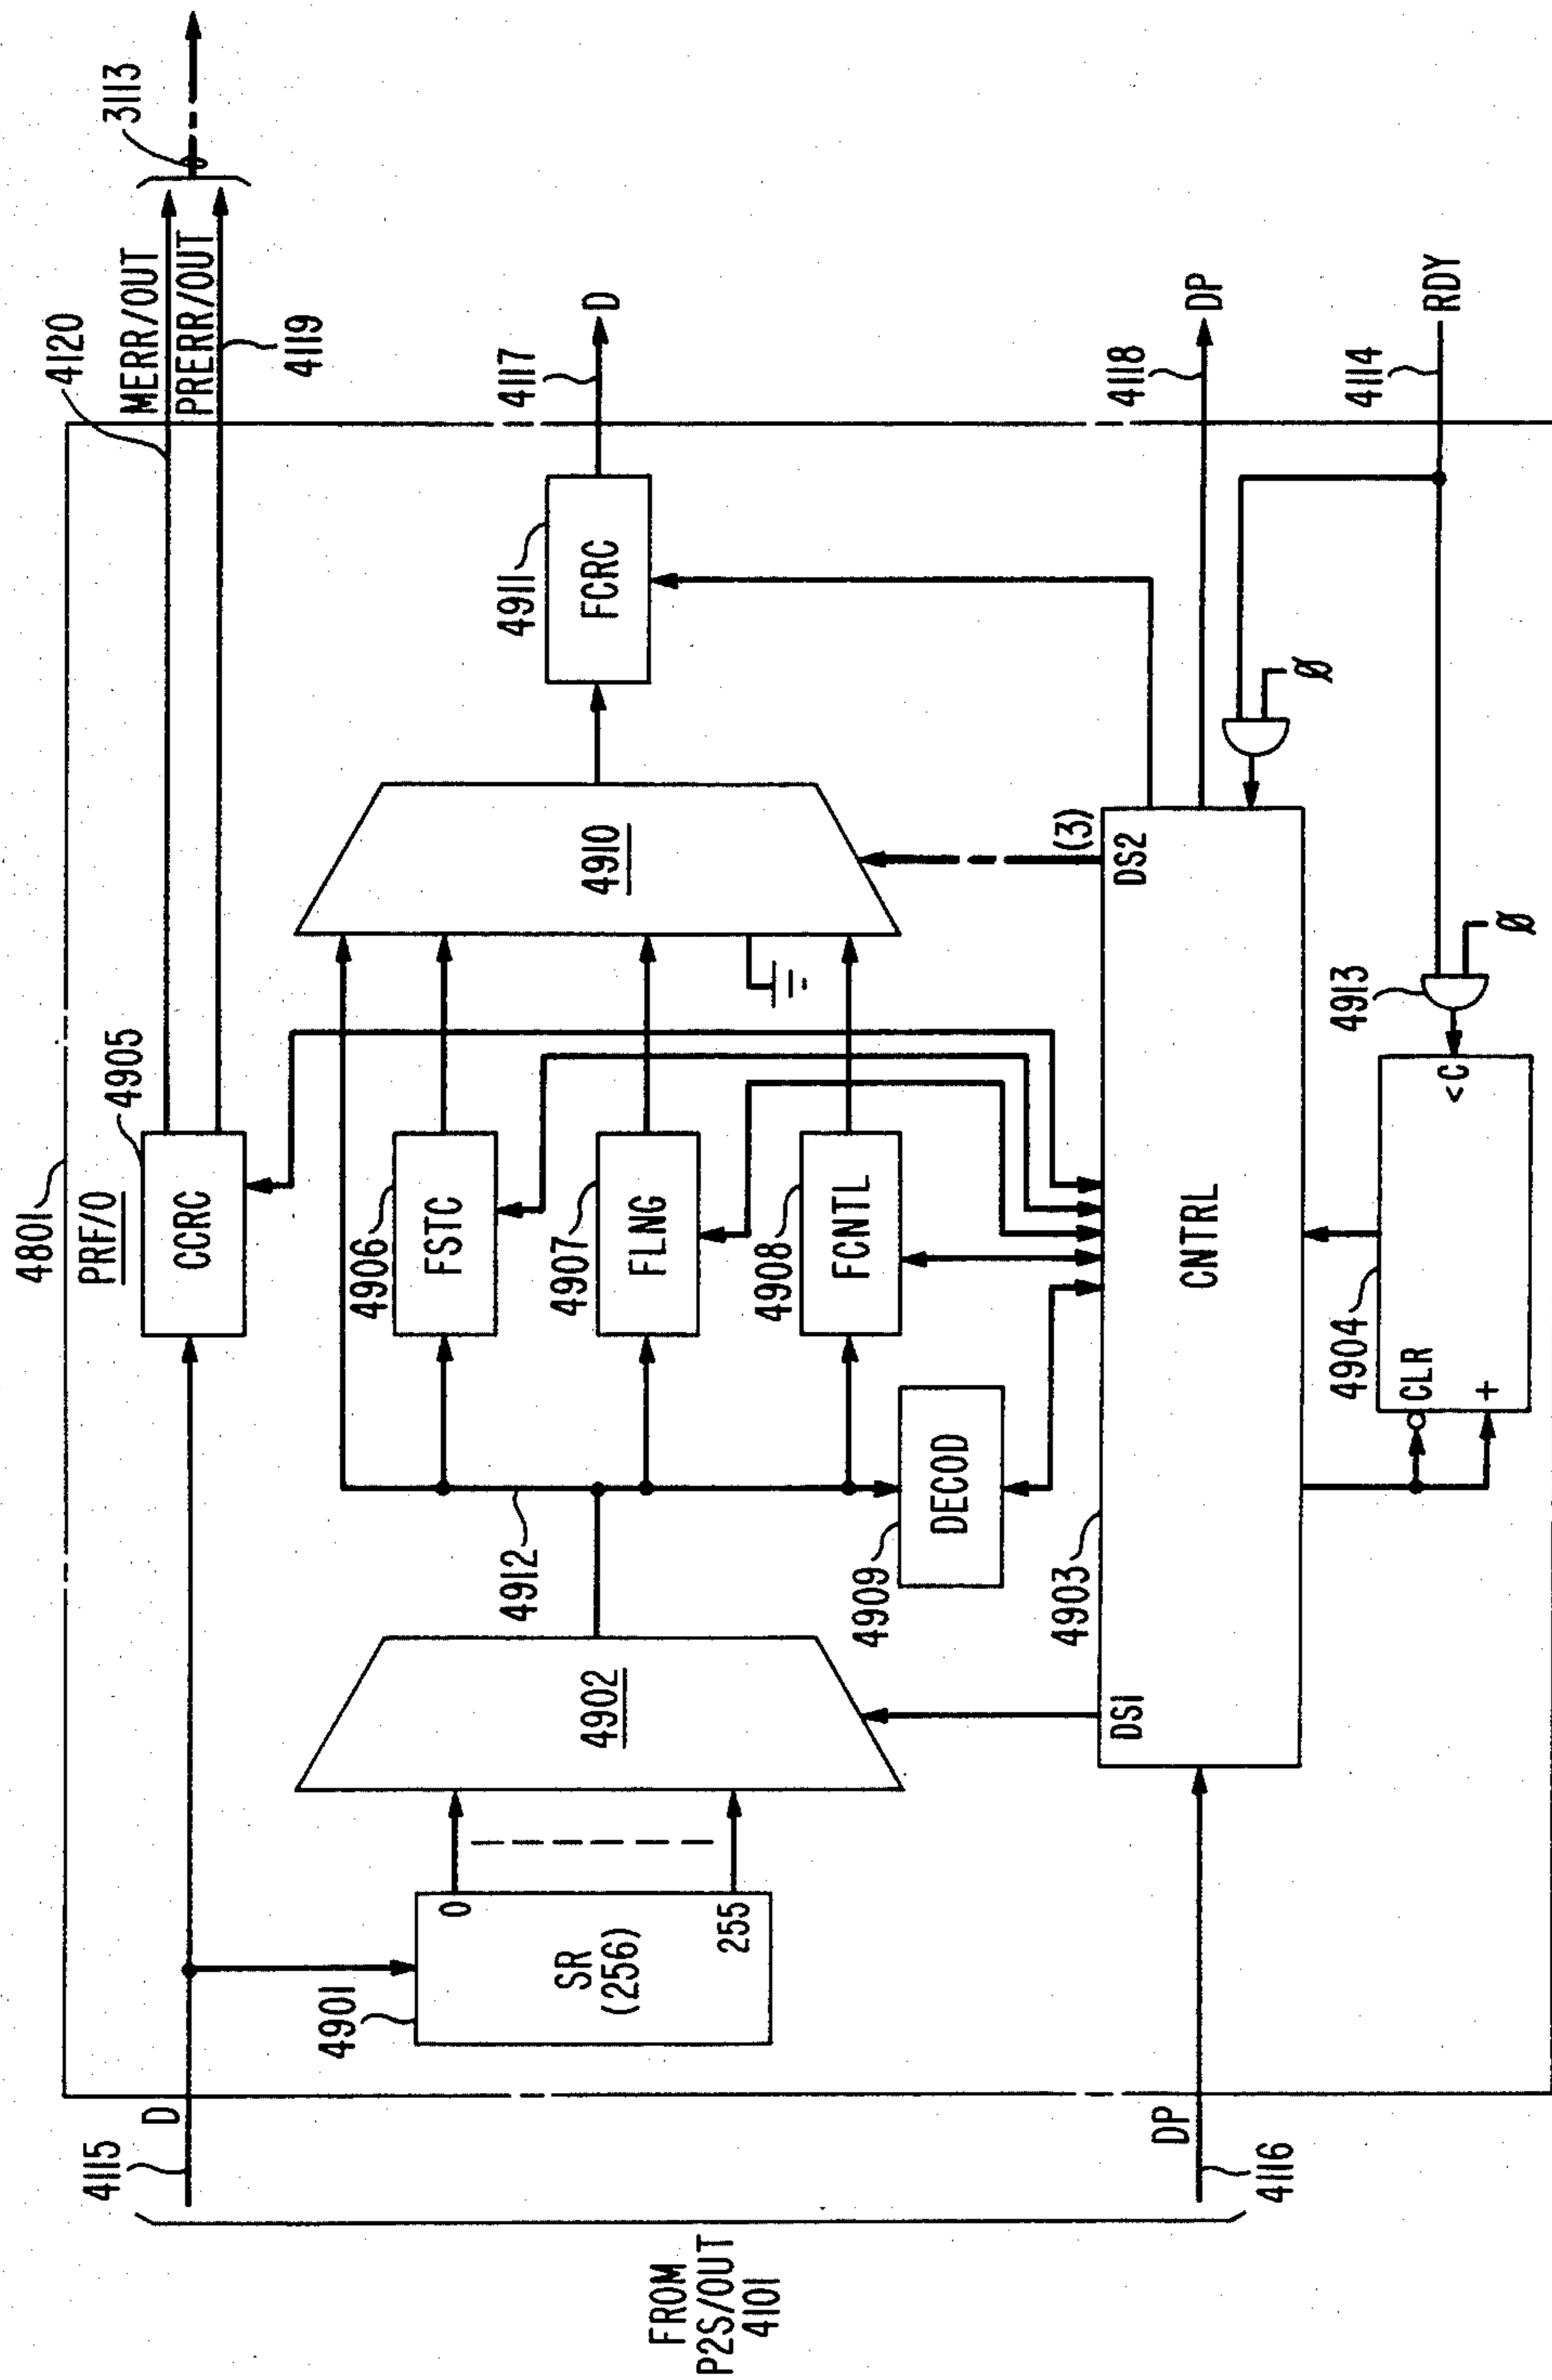 4801
PRF/O
4905
CCRC
4120
MERR/OUT
PRERR/OUT
4119
3113
4115
D
4901
SR
(256)
0
255
4902
4912
4906
FSTC
4907
FLNG
4908
FCNTL
4909
DECOD
4910
4911
FCRC
4117
D
FROM
P2S/OUT
4101
DP
4116
4903
DS1
CNTRL
DS2
(3)
4118
DP
Ø
4904
CLR
+
<C
4913
Ø
4114
RDY